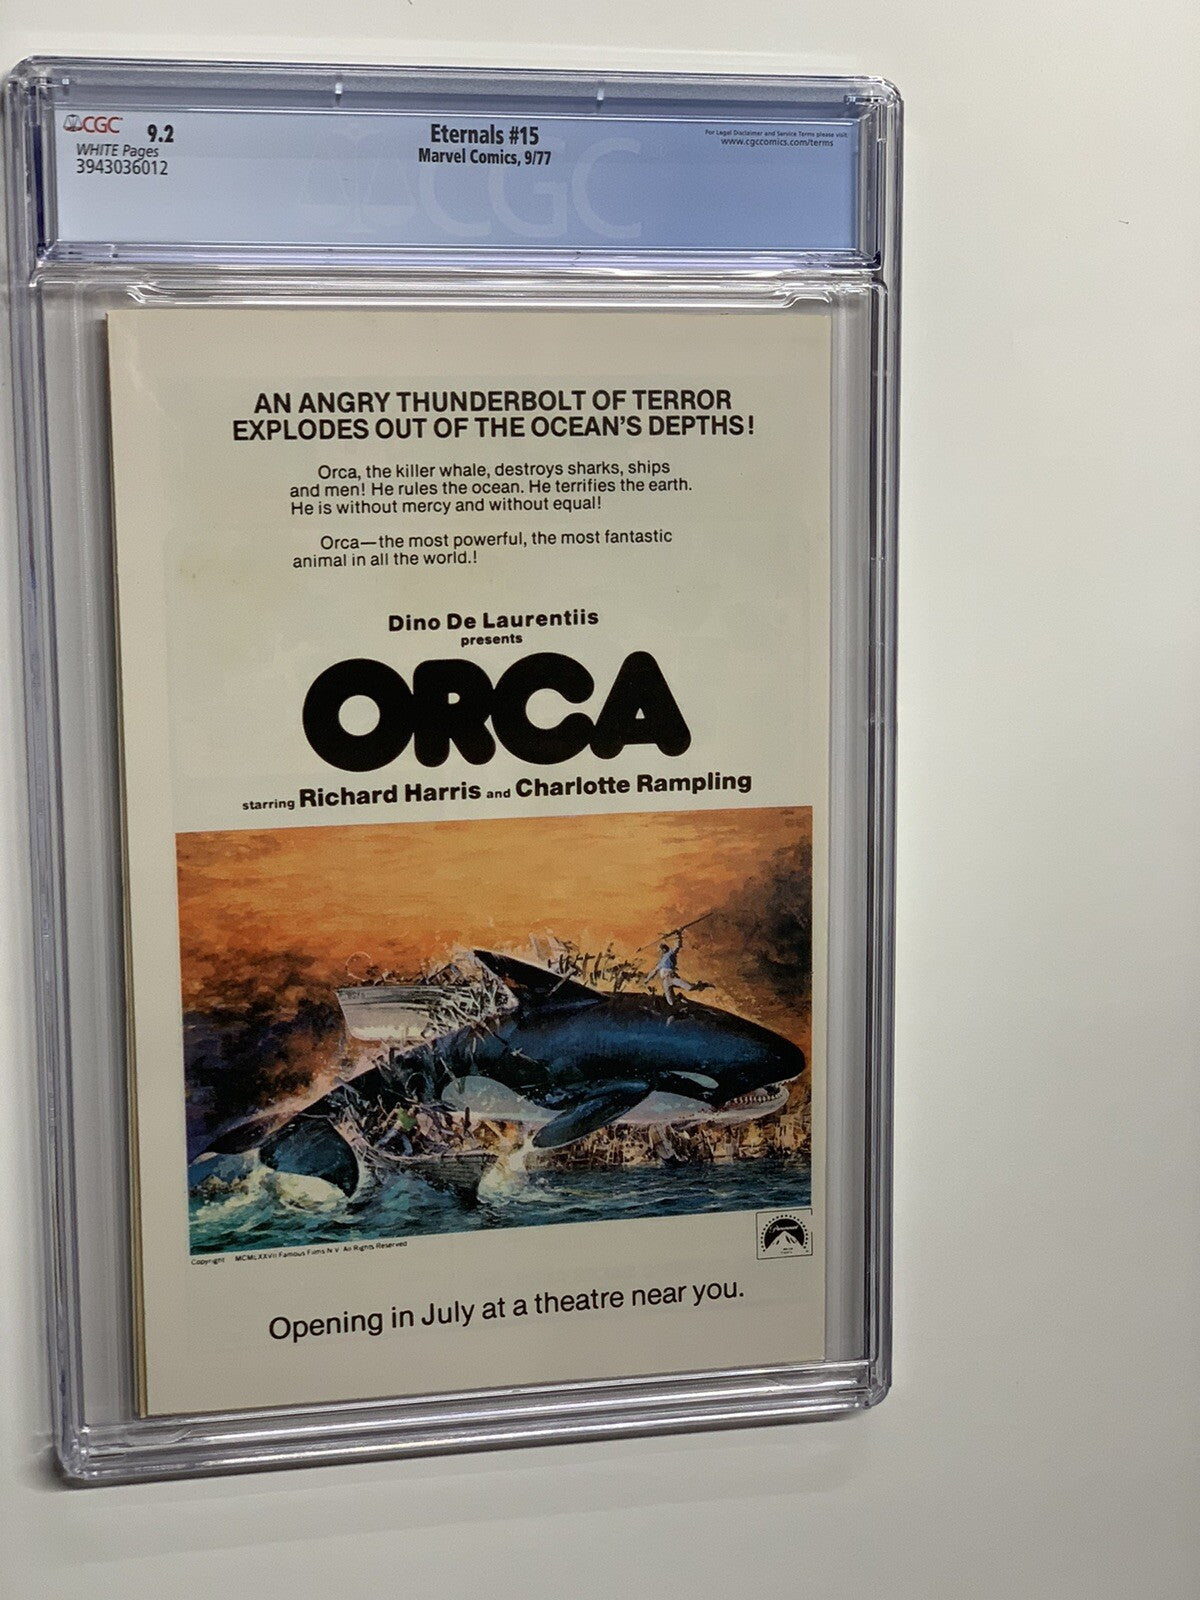 CGC 9.2
WHITE Pages
3943036012
Eternals #15
Marvel Comics, 9/77
For Legal Disclaimer and Service Terms please visit
www.cgccomics.com/terms
CGC
AN ANGRY THUNDERBOLT OF TERROR
EXPLODES OUT OF THE OCEAN'S DEPTHS!
Orca, the killer whale, destroys sharks, ships
and men! He rules the ocean. He terrifies the earth.
He is without mercy and without equal!
Orca—the most powerful, the most fantastic
animal in all the world.!
Dino De Laurentiis
presents
ORCA
starring Richard Harris and Charlotte Rampling
Copyright MCMLXXVII Famous Films N V All Rights Reserved
Paramount
Opening in July at a theatre near you.